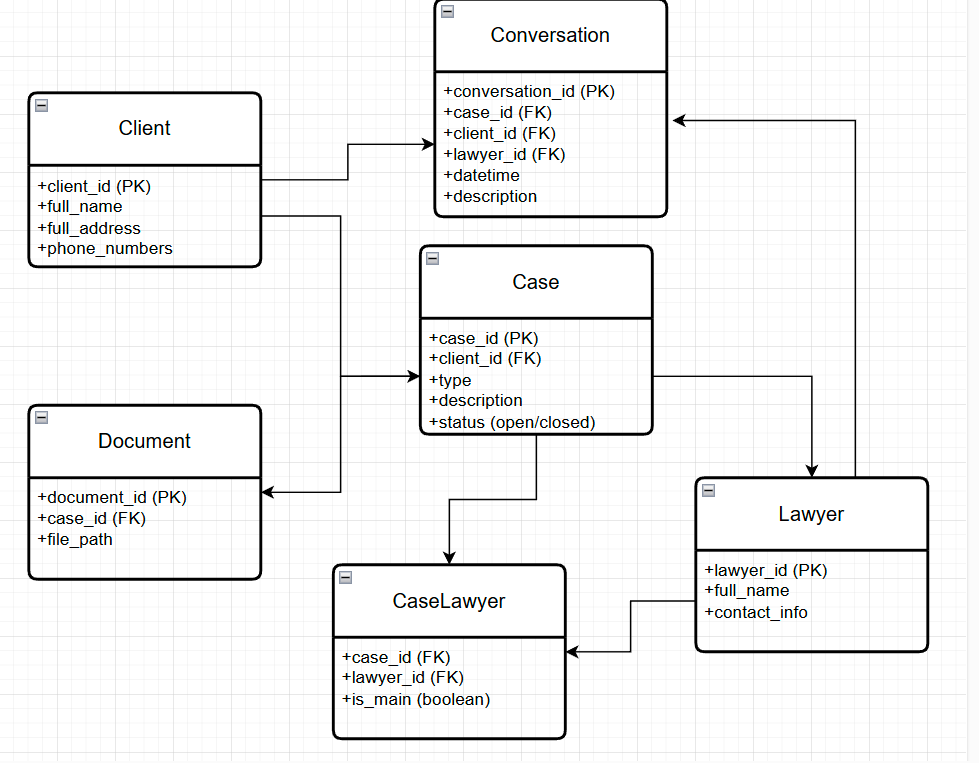 Conversation
+conversation_id (PK)
+case_id (FK)
+client_id (FK)
+lawyer_id (FK)
+datetime
+description
Client
+client_id (PK)
+full_name
+full_address
+phone_numbers
Case
+case_id (PK)
+client_id (FK)
+type
+description
+status (open/closed)
Document
+document_id (PK)
+case_id (FK)
+file_path
Lawyer
+lawyer_id (PK)
+full_name
+contact_info
CaseLawyer
+case_id (FK)
+lawyer_id (FK)
+is_main (boolean)